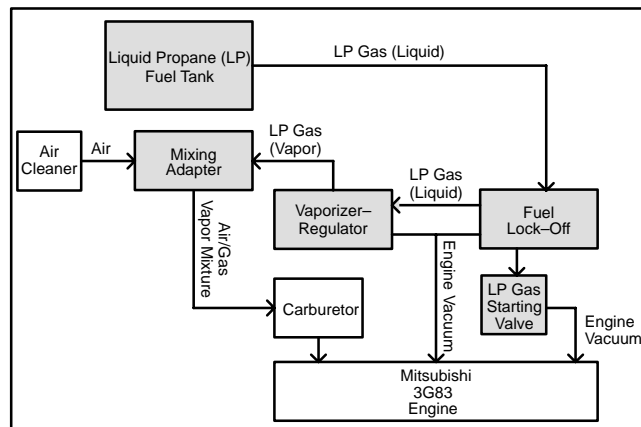 Liquid Propane (LP)
Fuel Tank
LP Gas (Liquid)
Air
Cleaner
Air
Mixing
Adapter
LP Gas
(Vapor)
LP Gas
(Liquid)
Vaporizer–
Regulator
Fuel
Lock–Off
Air/Gas
Vapor Mixture
Engine Vacuum
Carburetor
LP Gas
Starting
Valve
Engine
Vacuum
Mitsubishi
3G83
Engine